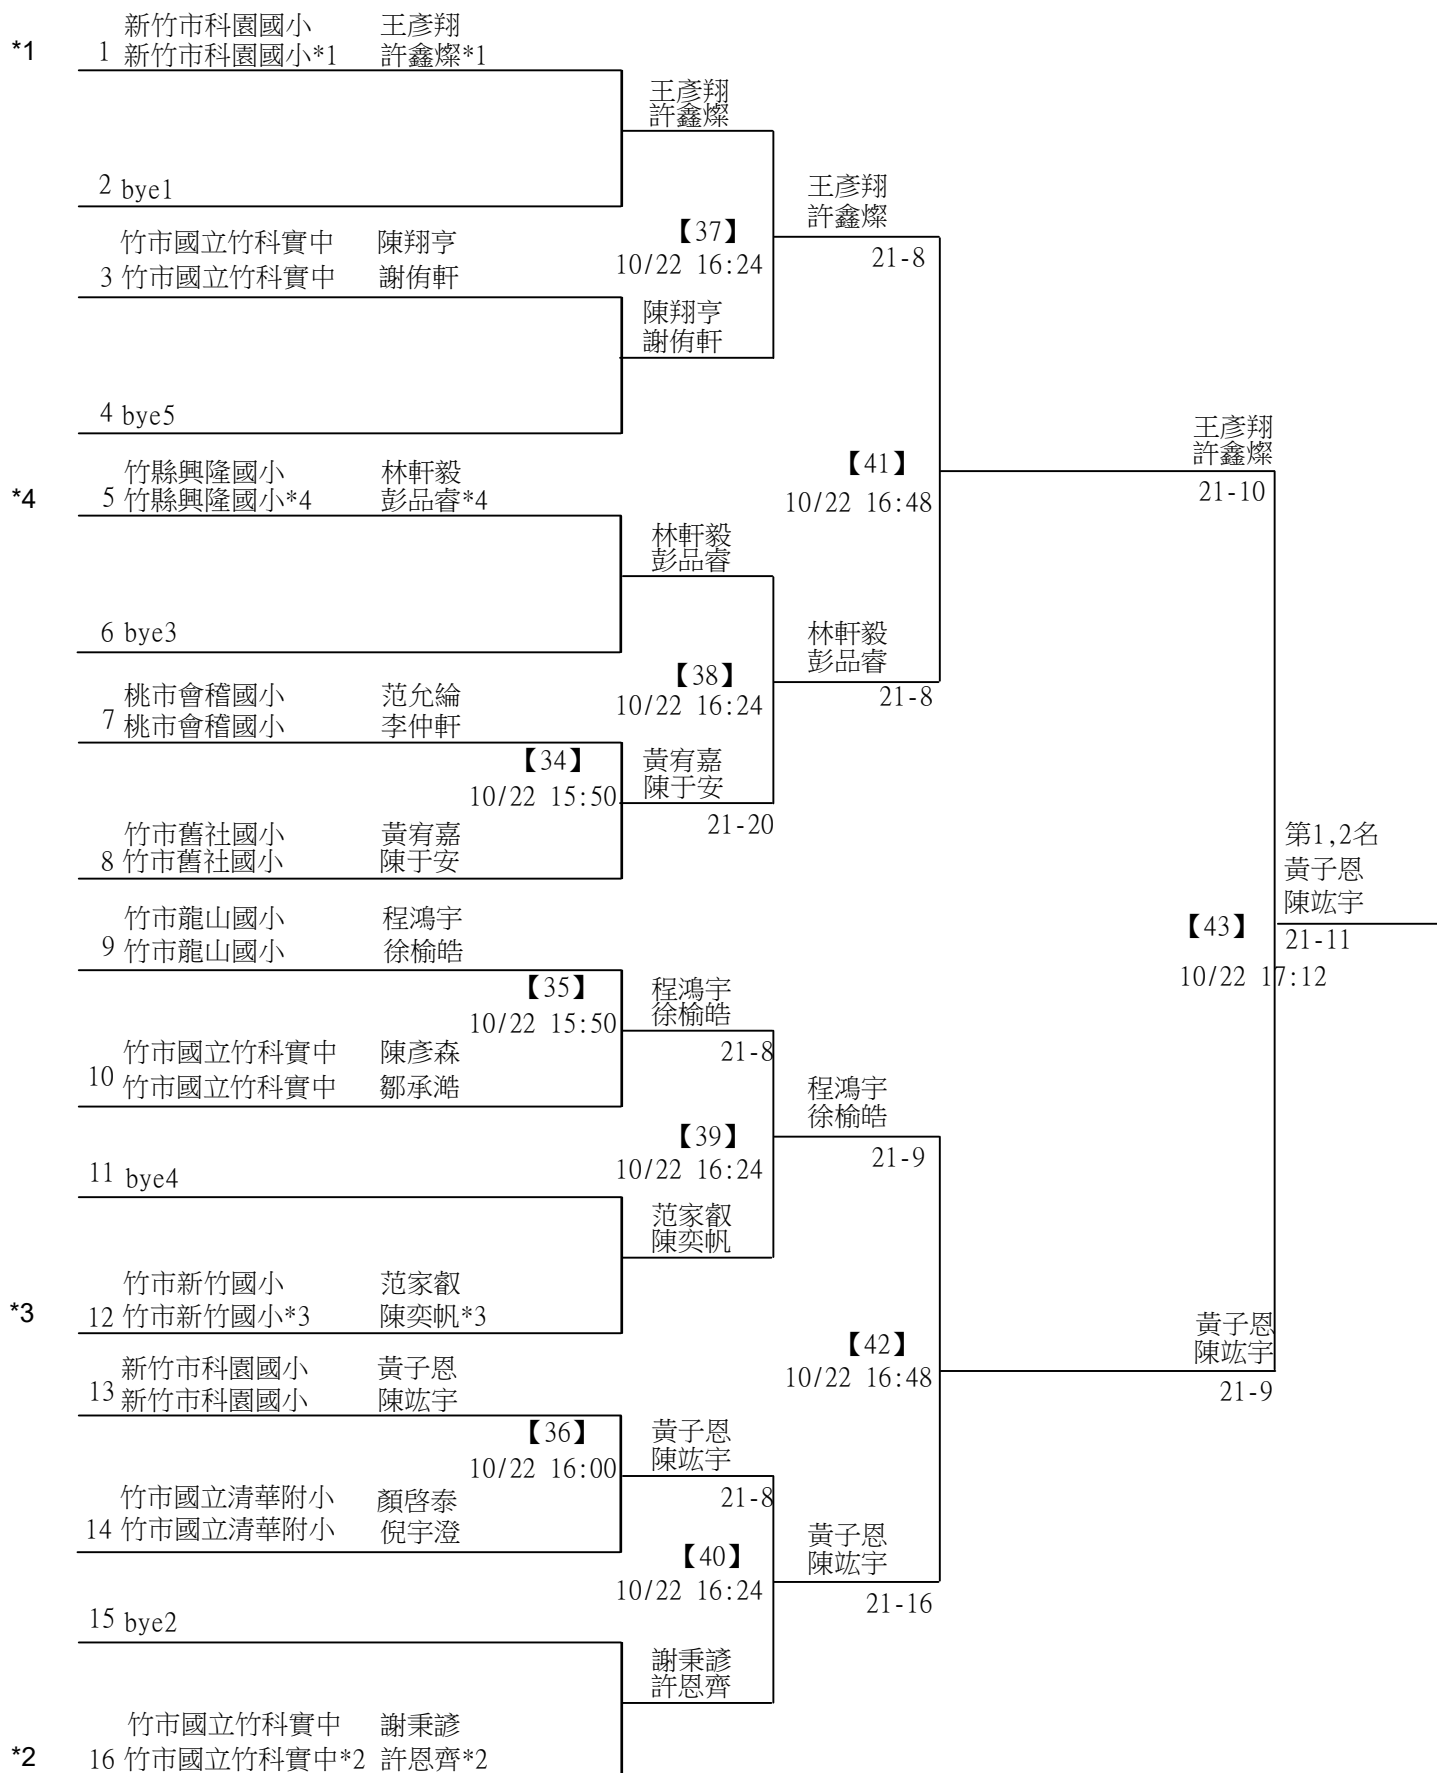 新竹市科園國小 王彥翔
*1 1 新竹市科園國小*1 許鑫燦*1
王彥翔
許鑫燦
2 bye1
王彥翔
許鑫燦
21-8
竹市國立竹科實中 陳翔亨
3 竹市國立竹科實中 謝侑軒
【37】
10/22 16:24
陳翔亨
謝侑軒
4 bye5
王彥翔
許鑫燦
21-10
【41】
10/22 16:48
竹縣興隆國小 林軒毅
*4 5 竹縣興隆國小*4 彭品睿*4
林軒毅
彭品睿
6 bye3
林軒毅
彭品睿
21-8
【38】
10/22 16:24
桃市會稽國小 范允綸
7 桃市會稽國小 李仲軒
【34】
10/22 15:50
黃宥嘉
陳于安
21-20
竹市舊社國小 黃宥嘉
8 竹市舊社國小 陳于安
第1,2名
黃子恩
陳竑宇
21-11
【43】
10/22 17:12
竹市龍山國小 程鴻宇
9 竹市龍山國小 徐榆皓
【35】
10/22 15:50
程鴻宇
徐榆皓
21-8
竹市國立竹科實中 陳彥森
10 竹市國立竹科實中 鄒承澔
程鴻宇
徐榆皓
21-9
【39】
10/22 16:24
11 bye4
范家叡
陳奕帆
竹市新竹國小 范家叡
*3 12 竹市新竹國小*3 陳奕帆*3
【42】
10/22 16:48
黃子恩
陳竑宇
21-9
新竹市科園國小 黃子恩
13 新竹市科園國小 陳竑宇
【36】
10/22 16:00
黃子恩
陳竑宇
21-8
竹市國立清華附小 顏啓泰
14 竹市國立清華附小 倪宇澄
黃子恩
陳竑宇
21-16
【40】
10/22 16:24
15 bye2
謝秉諺
許恩齊
竹市國立竹科實中 謝秉諺
*2 16 竹市國立竹科實中*2 許恩齊*2